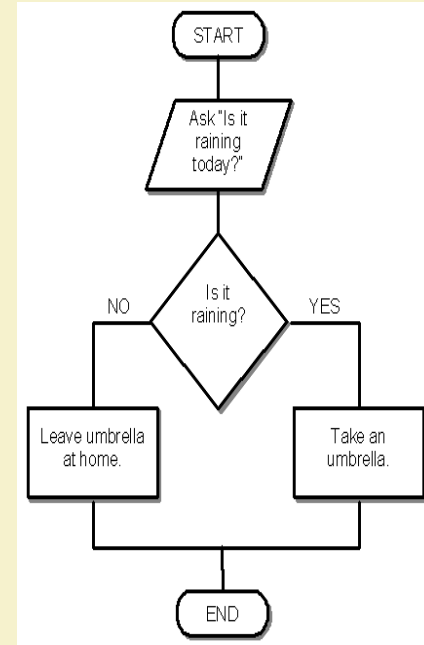 START
Ask "Is it
raining
today?"
Is it
raining?
NO
YES
Leave umbrella
at home.
Take an
umbrella.
END